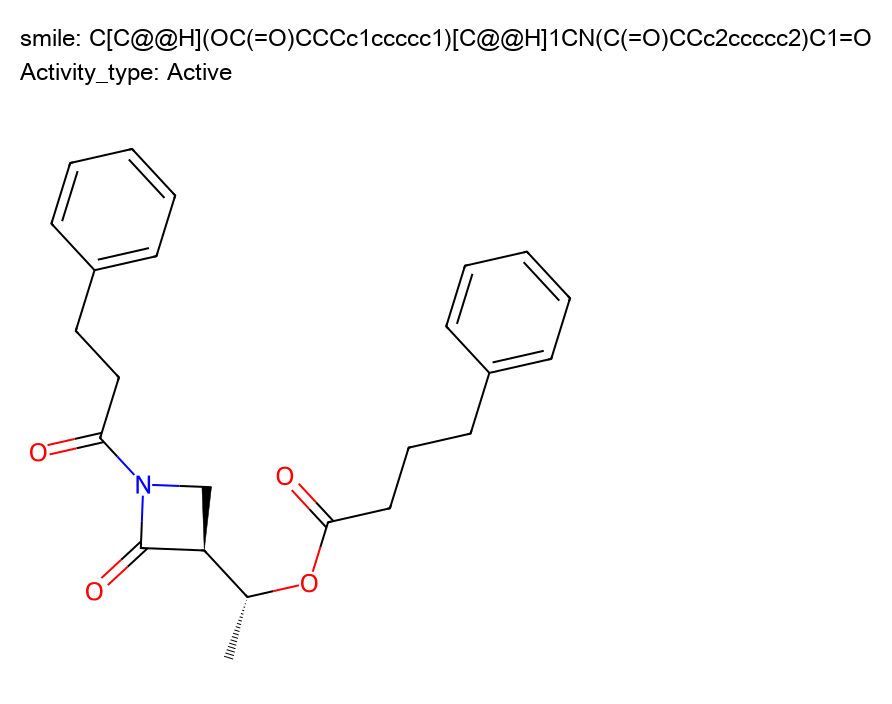 smile: C[C@@H](OC(=O)CCCc1ccccc1)[C@@H]1CN(C(=O)CCc2ccccc2)C1=O
Activity_type: Active
O
O
N
O
O